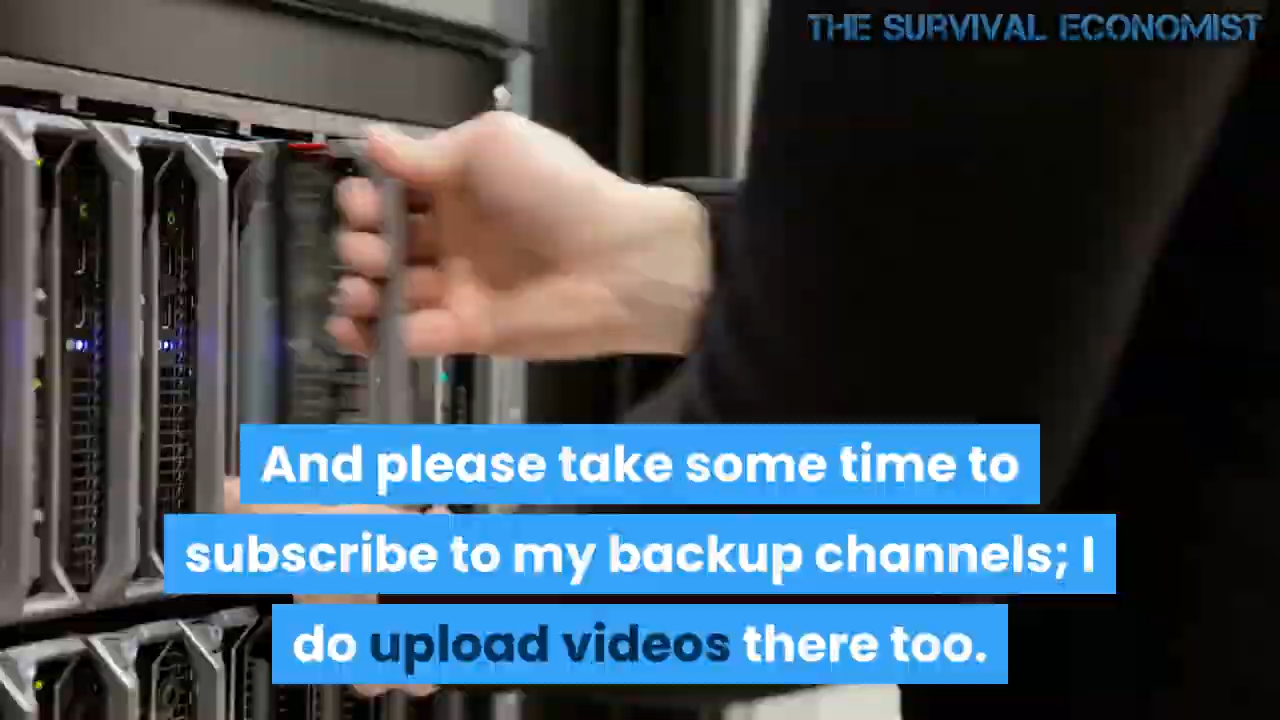 THE SURVIVAL ECONOMIST
And please take some time to
subscribe to my backup channels; I
do upload videos there too.